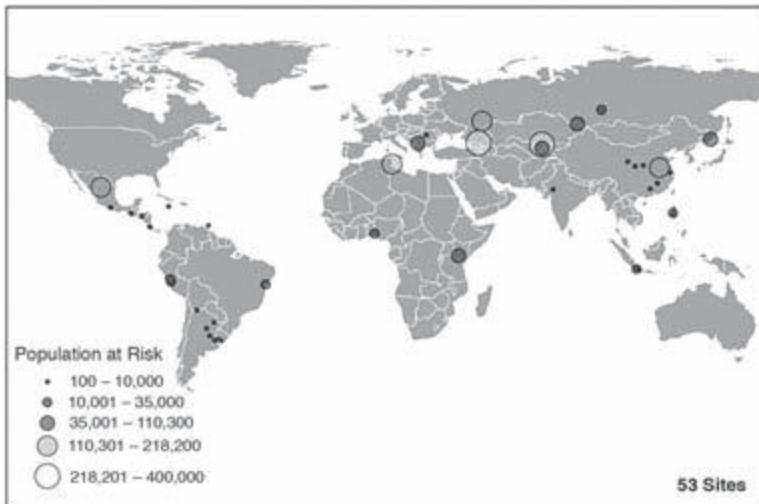 Population at Risk
100 – 10,000
10,001 – 35,000
35,001 – 110,300
110,301 – 218,200
218,201 – 400,000
53 Sites